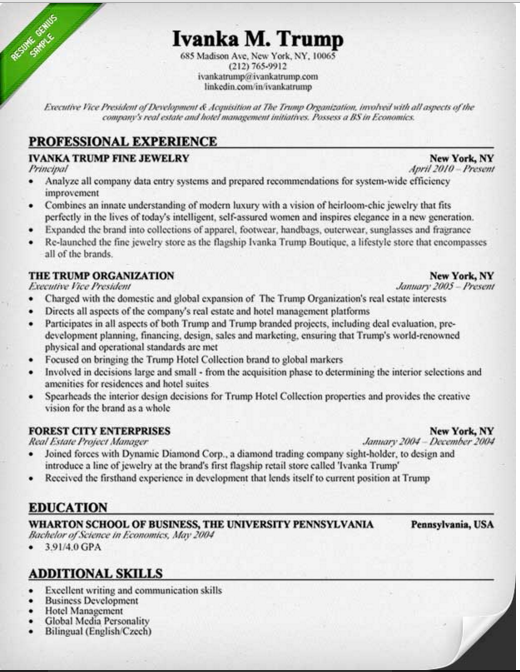 RESUME GENIUS
SAMPLE
Ivanka M. Trump
685 Madison Ave, New York, NY, 10065
(212) 765-9912
ivankatrump@ivankatrump.com
linkedin.com/in/ivankatrump
Executive Vice President of Development & Acquisition at The Trump Organization, involved with all aspects of the
company's real estate and hotel management initiatives. Possess a BS in Economics.
PROFESSIONAL EXPERIENCE
IVANKA TRUMP FINE JEWELRY New York, NY
Principal April 2010 – Present
• Analyze all company data entry systems and prepared recommendations for system-wide efficiency
improvement
• Combines an innate understanding of modern luxury with a vision of heirloom-chic jewelry that fits
perfectly in the lives of today's intelligent, self-assured women and inspires elegance in a new generation.
• Expanded the brand into collections of apparel, footwear, handbags, outerwear, sunglasses and fragrance
• Re-launched the fine jewelry store as the flagship Ivanka Trump Boutique, a lifestyle store that encompasses
all of the brands.
THE TRUMP ORGANIZATION New York, NY
Executive Vice President January 2005 – Present
• Charged with the domestic and global expansion of The Trump Organization's real estate interests
• Directs all aspects of the company's real estate and hotel management platforms
• Participates in all aspects of both Trump and Trump branded projects, including deal evaluation, pre-
development planning, financing, design, sales and marketing, ensuring that Trump's world-renowned
physical and operational standards are met
• Focused on bringing the Trump Hotel Collection brand to global markers
• Involved in decisions large and small - from the acquisition phase to determining the interior selections and
amenities for residences and hotel suites
• Spearheads the interior design decisions for Trump Hotel Collection properties and provides the creative
vision for the brand as a whole
FOREST CITY ENTERPRISES New York, NY
Real Estate Project Manager January 2004 – December 2004
• Joined forces with Dynamic Diamond Corp., a diamond trading company sight-holder, to design and
introduce a line of jewelry at the brand's first flagship retail store called 'Ivanka Trump'
• Received the firsthand experience in development that lends itself to current position at Trump
EDUCATION
WHARTON SCHOOL OF BUSINESS, THE UNIVERSITY PENNSYLVANIA Pennsylvania, USA
Bachelor of Science in Economics, May 2004
• 3.91/4.0 GPA
ADDITIONAL SKILLS
• Excellent writing and communication skills
• Business Development
• Hotel Management
• Global Media Personality
• Bilingual (English/Czech)